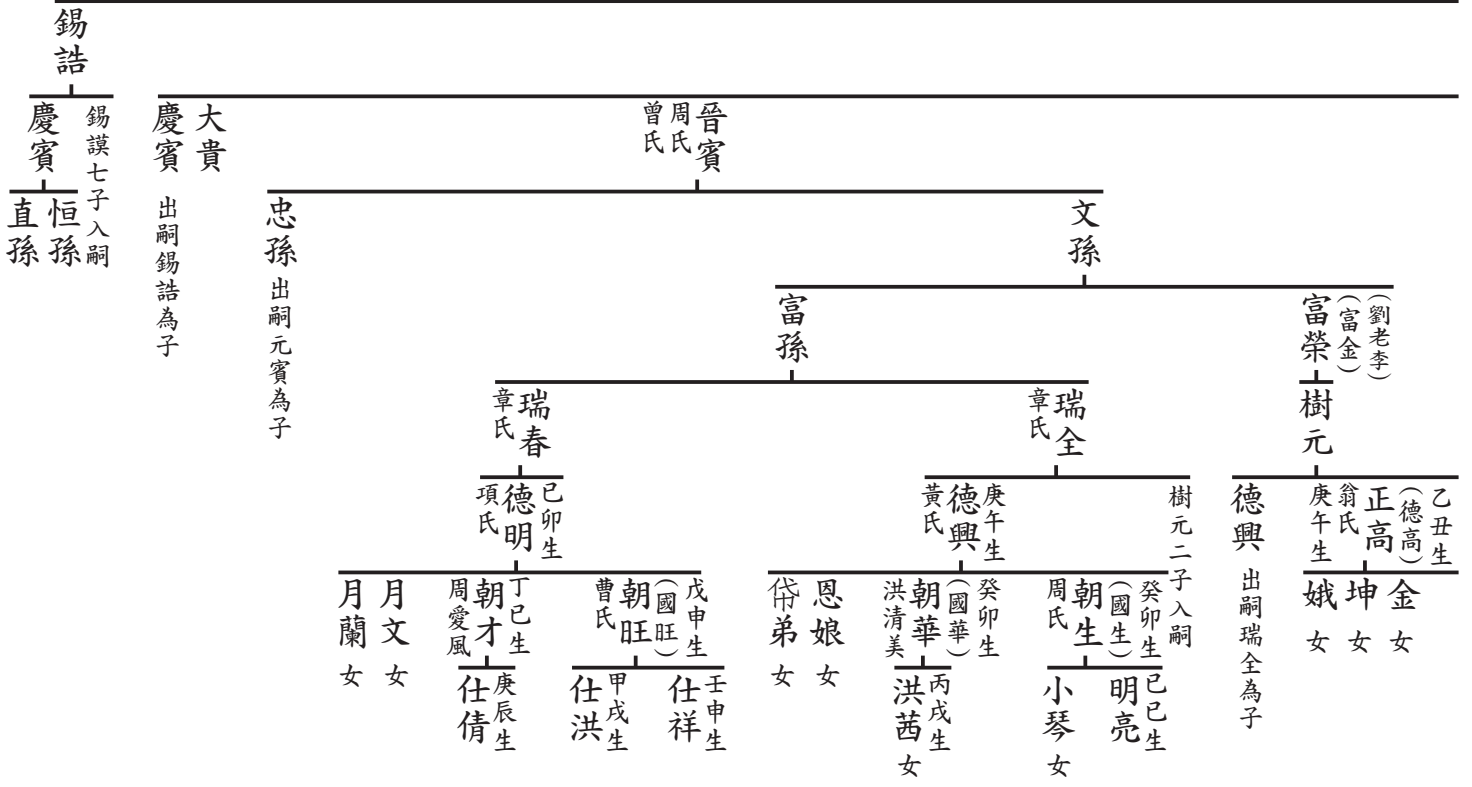 錫誥
晉賓
周氏
曾氏
大貴
慶賓 出嗣錫誥為子
錫謨七子入嗣
慶賓
文孫
忠孫 出嗣元賓為子
恒孫
直孫
(劉老李)
(富金)
富榮
富孫
樹元
瑞全
章氏
瑞春
章氏
乙丑生
(德高)
正高
翁氏
庚午生
德興 出嗣瑞全為子
樹元二子入嗣
庚午生
德興
黃氏
己卯生
德明
項氏
金 女
坤 女
娥 女
癸卯生
(國生)
朝生
周氏
癸卯生
(國華)
朝華
洪清美
恩娘 女
帒弟 女
戊申生
(國旺)
朝旺
曹氏
丁巳生
朝才
周愛風
月文 女
月蘭 女
己巳生
明亮
小琴 女
丙戌生
洪茜 女
壬申生
仕祥
甲戌生
仕洪
庚辰生
仕倩